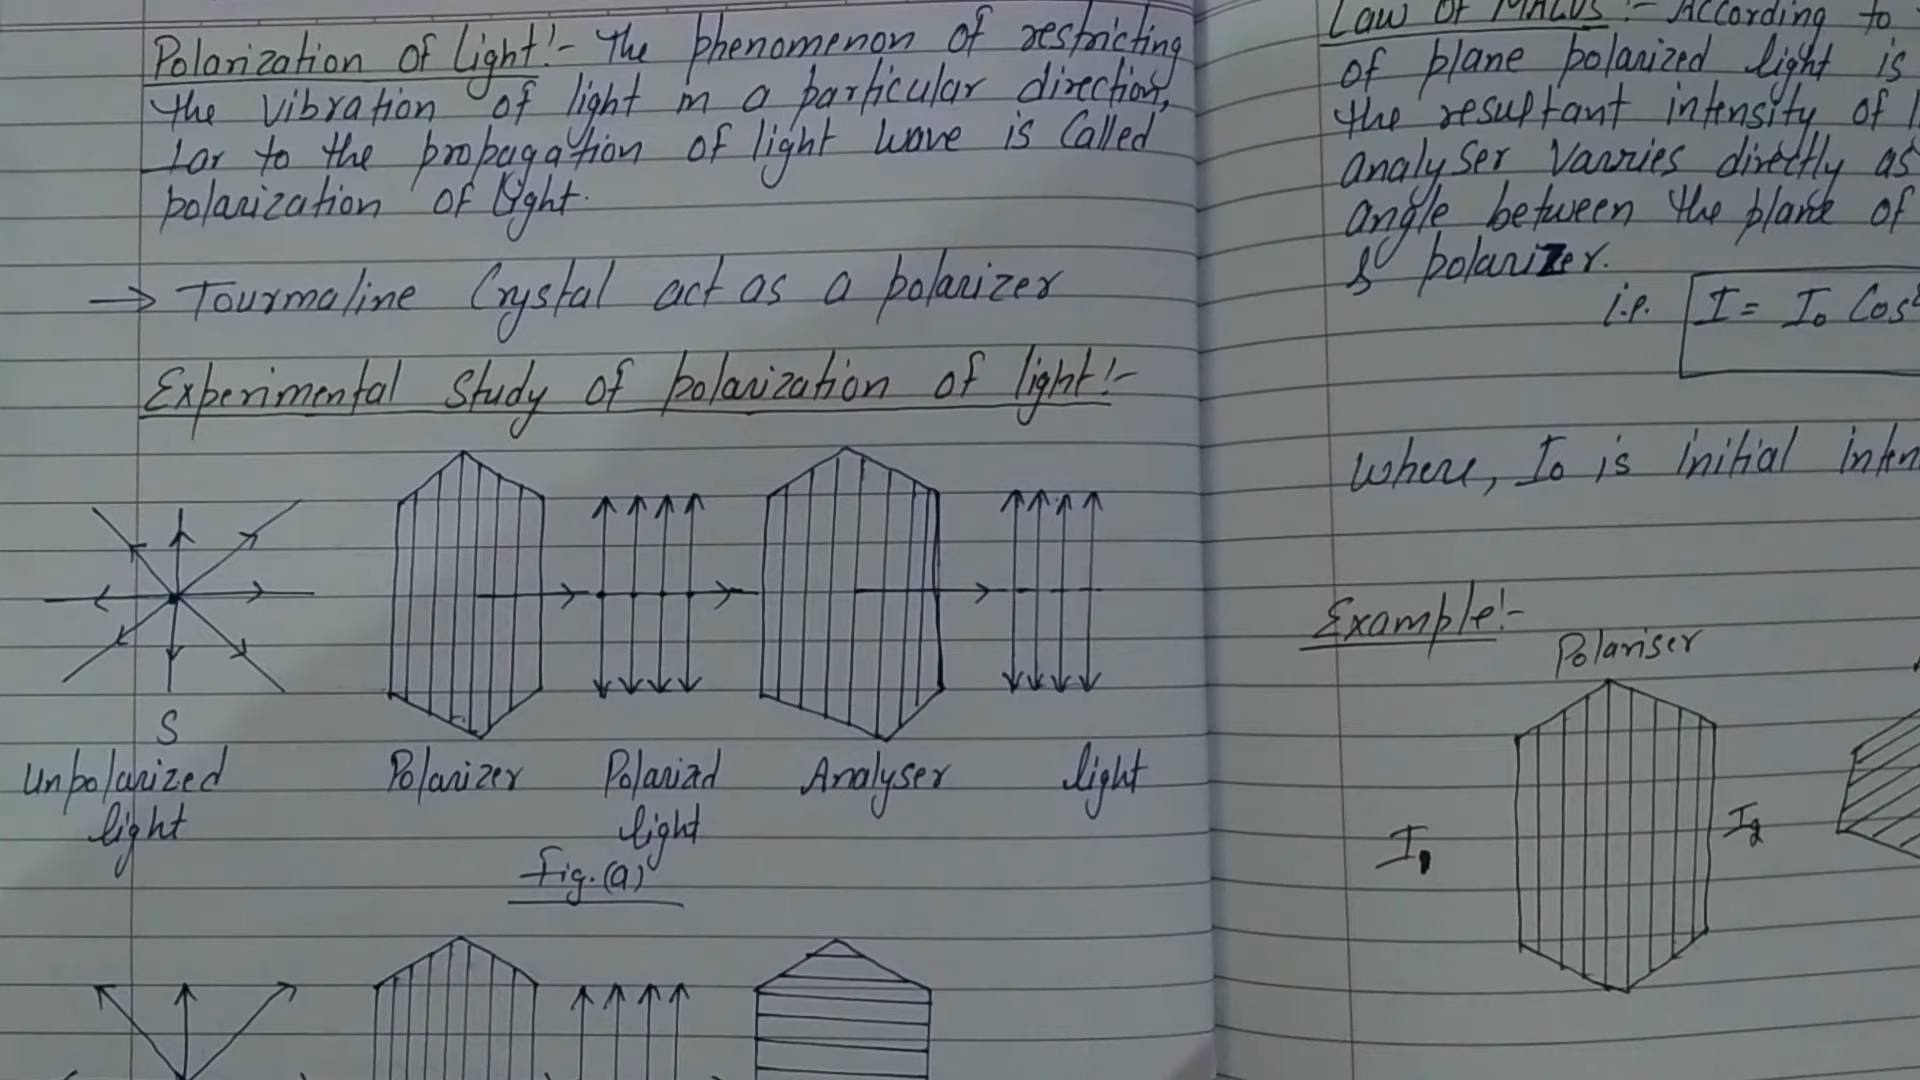 Polarization of light:- The phenomenon of restricting
the vibration of light in a particular direction,
lar to the propagation of light wave is called
polarization of light.
→ Tourmaline Crystal act as a polarizer
Experimental Study of polarization of light:-
S
Unpolarized
light
Polarizer
Polarizd
light
Analyser
light
Fig.(a)
Law of MALUS:- According to
of plane polarized light is
the resultant intensity of
analyser varries directly as
angle between the plane of
& polarizer.
i.e. I = I₀ Cos²
where, I₀ is initial inten
Example:-
Polariser
I₁
I₂